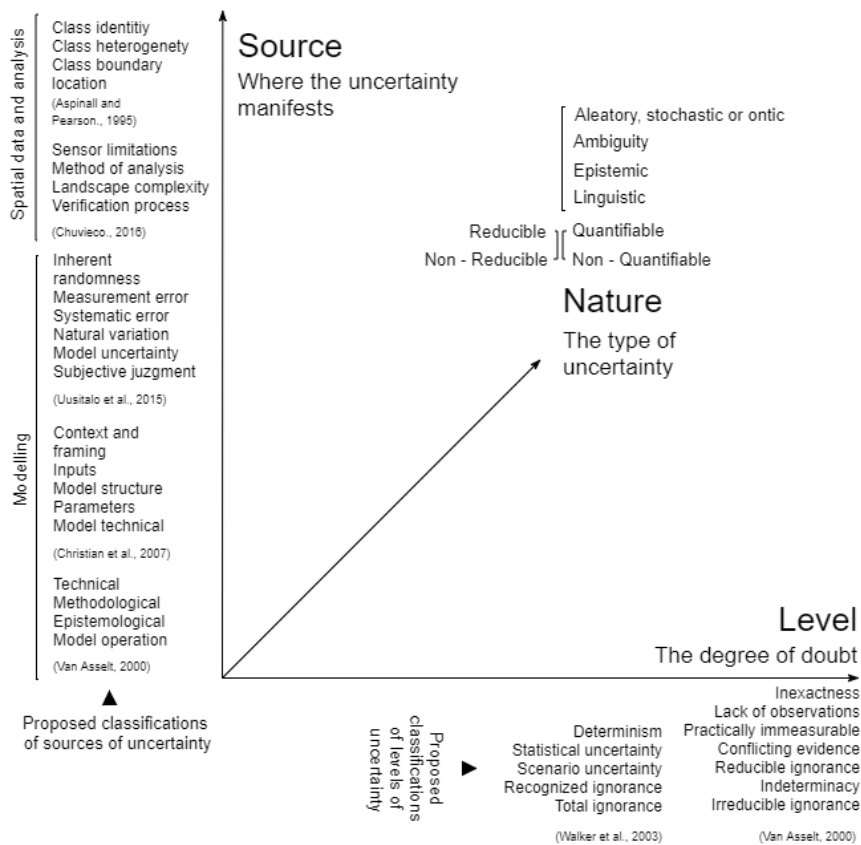 Spatial data and analysis
Class identitiy
Class heterogenety
Class boundary
location
(Aspinall and
Pearson., 1995)
Sensor limitations
Method of analysis
Landscape complexity
Verification process
(Chuvieco., 2016)
Modelling
Inherent
randomness
Measurement error
Systematic error
Natural variation
Model uncertainty
Subjective juzgment
(Uusitalo et al., 2015)
Context and
framing
Inputs
Model structure
Parameters
Model technical
(Christian et al., 2007)
Technical
Methodological
Epistemological
Model operation
(Van Asselt, 2000)
▲
Proposed classifications
of sources of uncertainty
Source
Where the uncertainty
manifests
Aleatory, stochastic or ontic
Ambiguity
Epistemic
Linguistic
Reducible
Non - Reducible
Quantifiable
Non - Quantifiable
Nature
The type of
uncertainty
Level
The degree of doubt
Proposed
classifications
of levels of
uncertainty
►
Determinism
Statistical uncertainty
Scenario uncertainty
Recognized ignorance
Total ignorance
(Walker et al., 2003)
Inexactness
Lack of observations
Practically immeasurable
Conflicting evidence
Reducible ignorance
Indeterminacy
Irreducible ignorance
(Van Asselt, 2000)